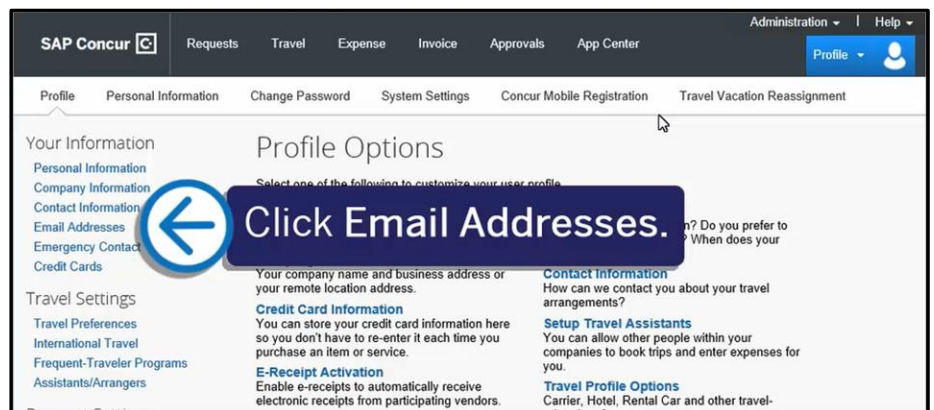 Administration
Help
SAP Concur C
Requests
Travel
Expense
Invoice
Approvals
App Center
Profile
Profile
Personal Information
Change Password
System Settings
Concur Mobile Registration
Travel Vacation Reassignment
Your Information
Personal Information
Company Information
Contact Information
Email Addresses
Emergency Contact
Credit Cards
Travel Settings
Travel Preferences
International Travel
Frequent-Traveler Programs
Assistants/Arrangers
Profile Options
Select one of the following to customize your user profile.
Click Email Addresses.
n? Do you prefer to
? When does your
Your company name and business address or
your remote location address.
Credit Card Information
You can store your credit card information here
so you don't have to re-enter it each time you
purchase an item or service.
E-Receipt Activation
Enable e-receipts to automatically receive
electronic receipts from participating vendors.
Contact Information
How can we contact you about your travel
arrangements?
Setup Travel Assistants
You can allow other people within your
companies to book trips and enter expenses for
you.
Travel Profile Options
Carrier, Hotel, Rental Car and other travel-